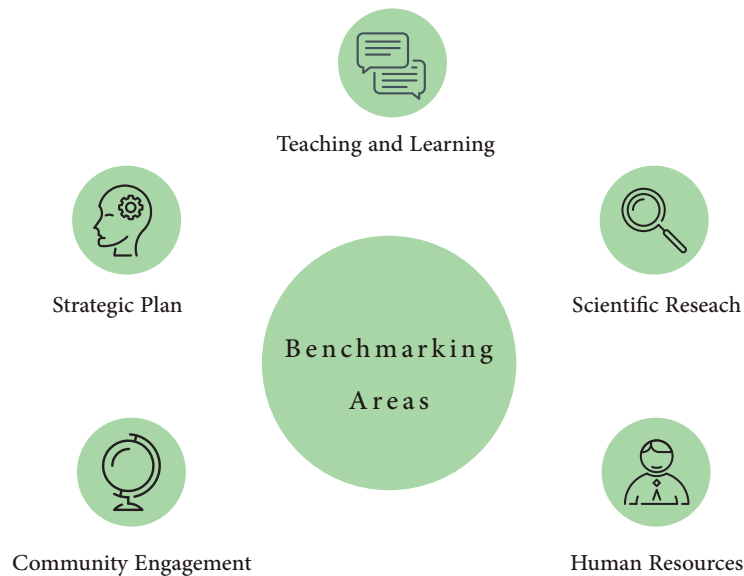 Teaching and Learning
Strategic Plan
Scientific Reseach
Benchmarking
Areas
Community Engagement
Human Resources